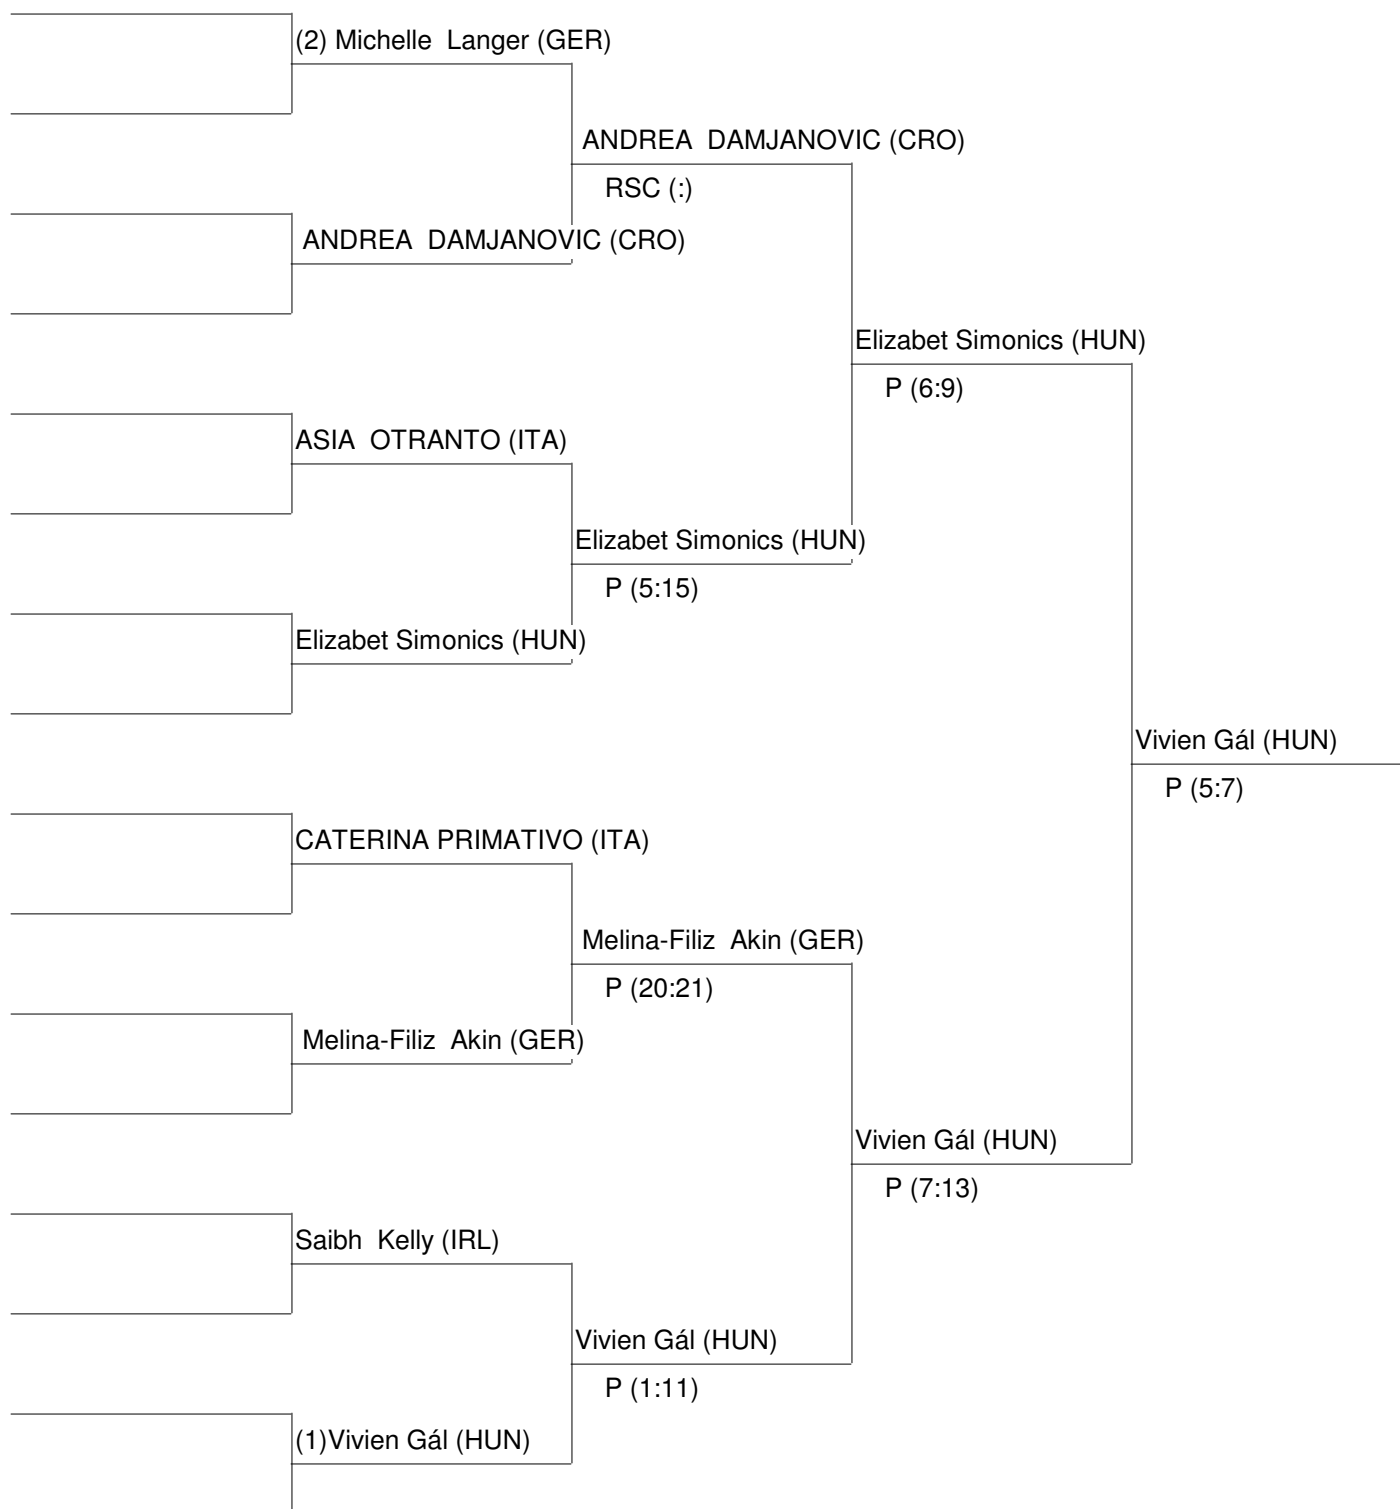 (2) Michelle  Langer (GER)
ANDREA  DAMJANOVIC (CRO)
RSC (:)
ANDREA  DAMJANOVIC (CRO)
Elizabet Simonics (HUN)
P (6:9)
ASIA  OTRANTO (ITA)
Elizabet Simonics (HUN)
P (5:15)
Elizabet Simonics (HUN)
Vivien Gál (HUN)
P (5:7)
CATERINA PRIMATIVO (ITA)
Melina-Filiz  Akin (GER)
P (20:21)
Melina-Filiz  Akin (GER)
Vivien Gál (HUN)
P (7:13)
Saibh  Kelly (IRL)
Vivien Gál (HUN)
P (1:11)
(1)Vivien Gál (HUN)